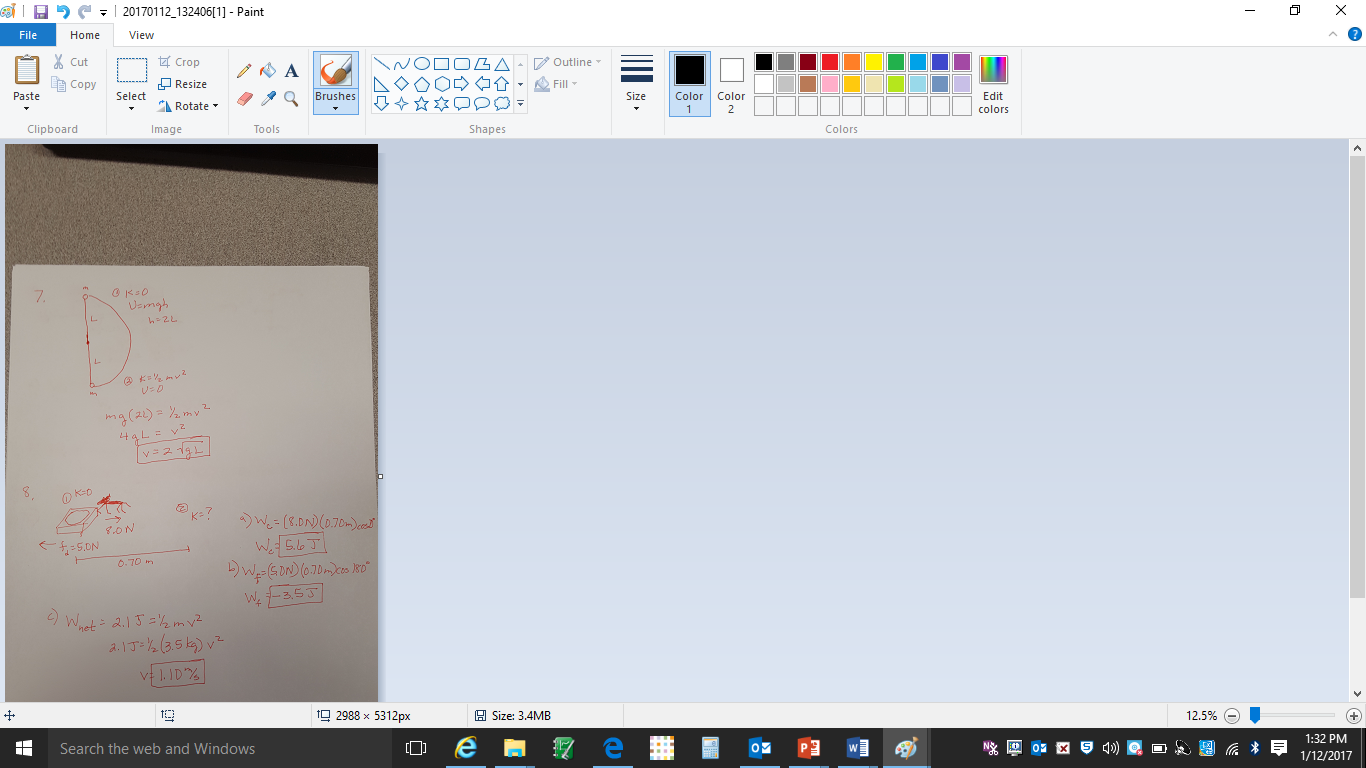 20170112_132406[1] - Paint
File
Home
View
Paste
Cut
Copy
Clipboard
Select
Crop
Resize
Rotate
Image
A
Tools
Brushes
Shapes
Outline
Fill
Size
Color 1
Color 2
Edit colors
Colors
7.
m
① K=0
U=mgh
h=2L
L
L
m
② K=½mv²
U=0
mg(2L) = ½mv²
4gL = v²
v = 2√gL
8.
① K=0
8.0N
② K=?
f = 5.0N
0.70 m
a) Wc = (8.0N)(0.70m)cos0°
Wc = 5.6 J
b) Wf = (5.0N)(0.70m)cos180°
Wf = -3.5 J
c) Wnet = 2.1 J = ½mv²
2.1 J = ½(3.5kg)v²
v = 1.10 m/s
2988 × 5312px
Size: 3.4MB
12.5%
Search the web and Windows
1:32 PM
1/12/2017